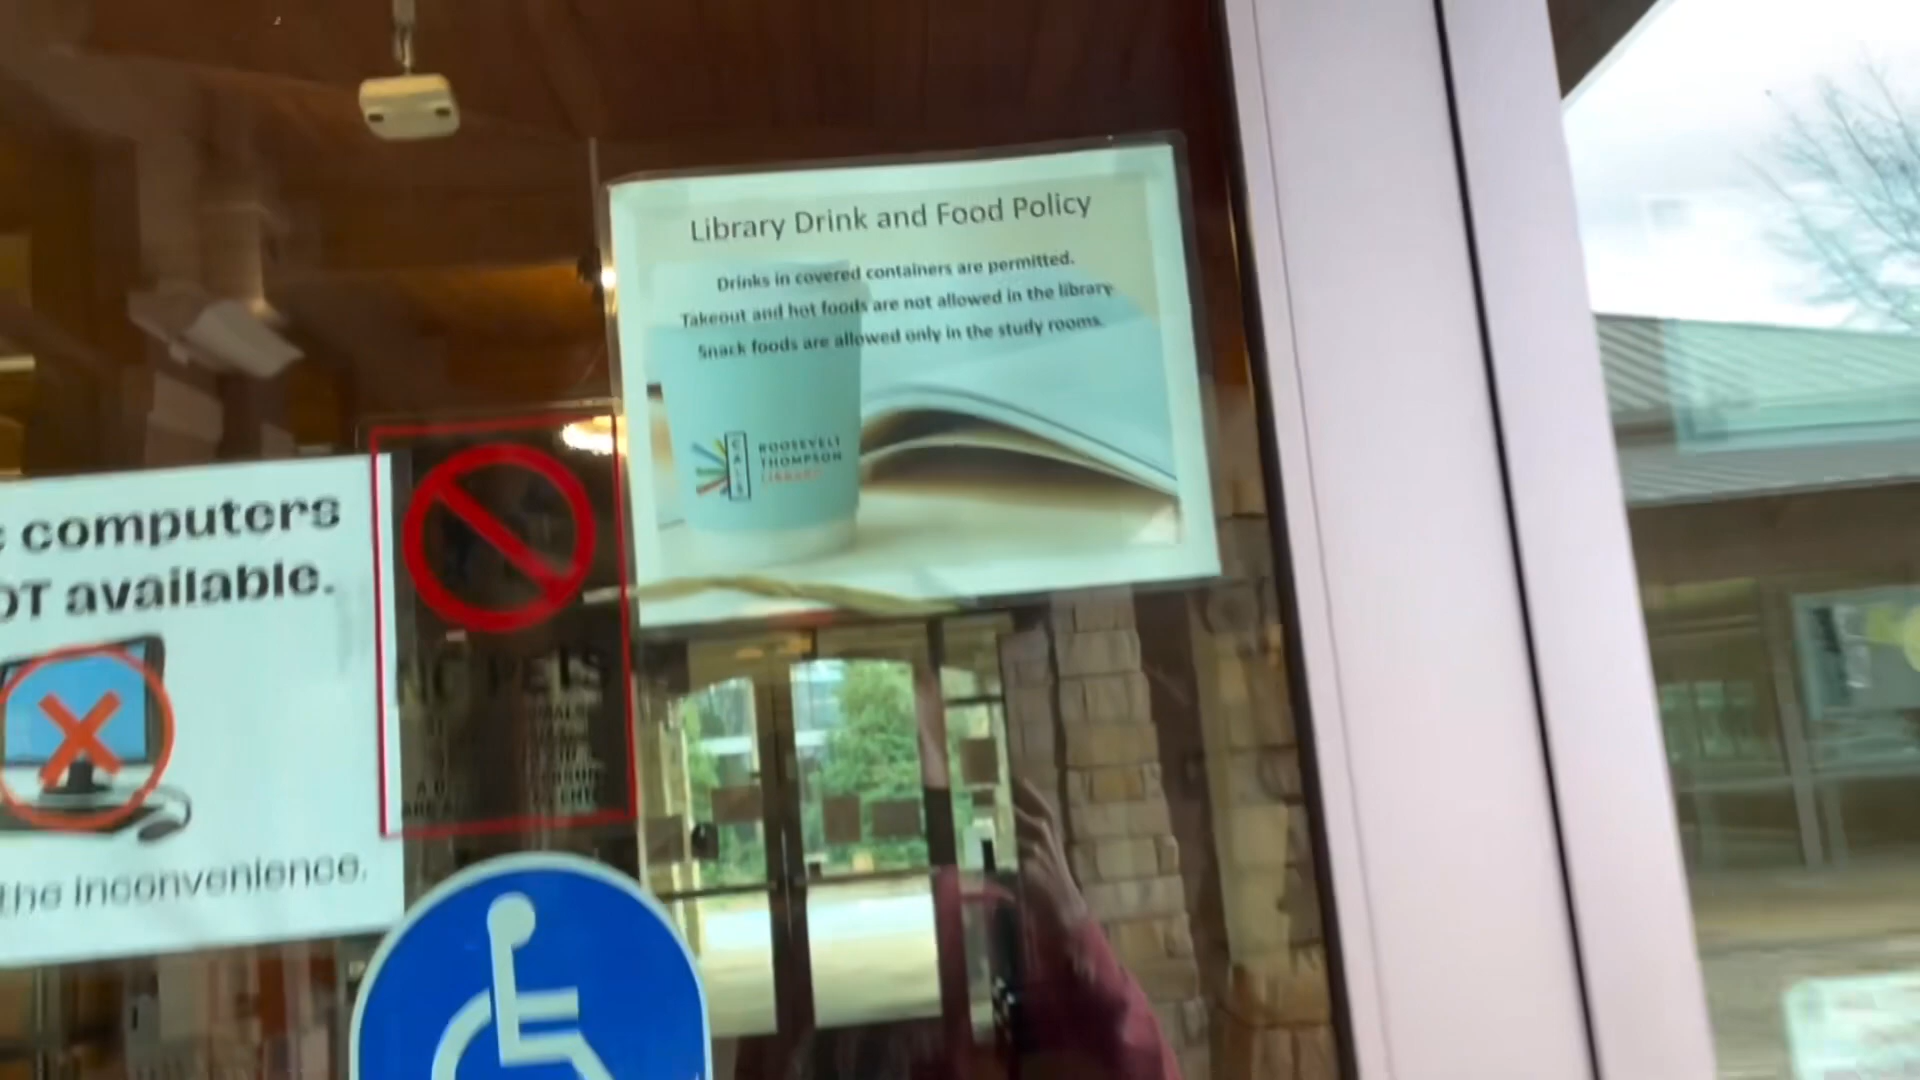 Library Drink and Food Policy
Drinks in covered containers are permitted.
Takeout and hot foods are not allowed in the library.
Snack foods are allowed only in the study rooms.
CALS
ROOSEVELT
THOMPSON
LIBRARY
computers
OT available.
the inconvenience.
NO PETS